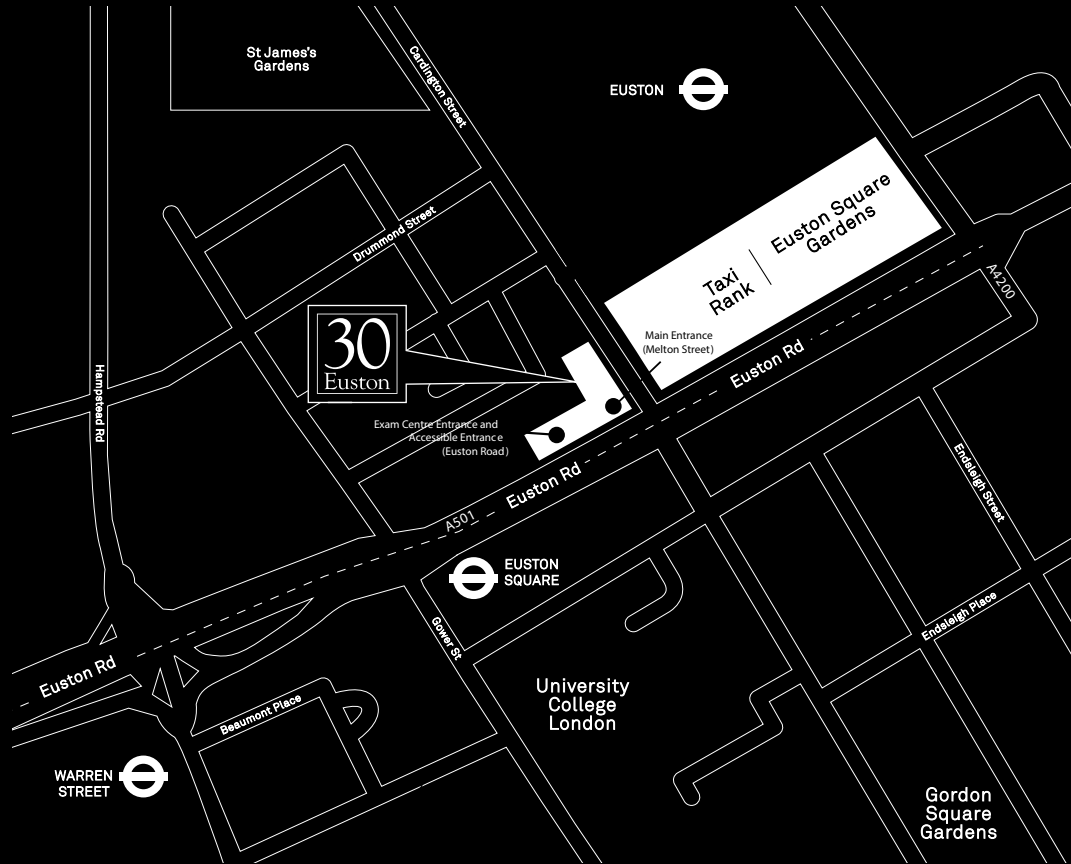 St James's
Gardens
Cardington Street
EUSTON
Euston Square
Gardens
Taxi
Rank
Drummond Street
A4200
30
Euston
Main Entrance
(Melton Street)
Euston Rd
Hampstead Rd
Exam Centre Entrance and
Accessible Entrance
(Euston Road)
Euston Rd
A501
Endsleigh Street
EUSTON
SQUARE
Gower St
Endsleigh Place
Euston Rd
Beaumont Place
University
College
London
WARREN
STREET
Gordon
Square
Gardens